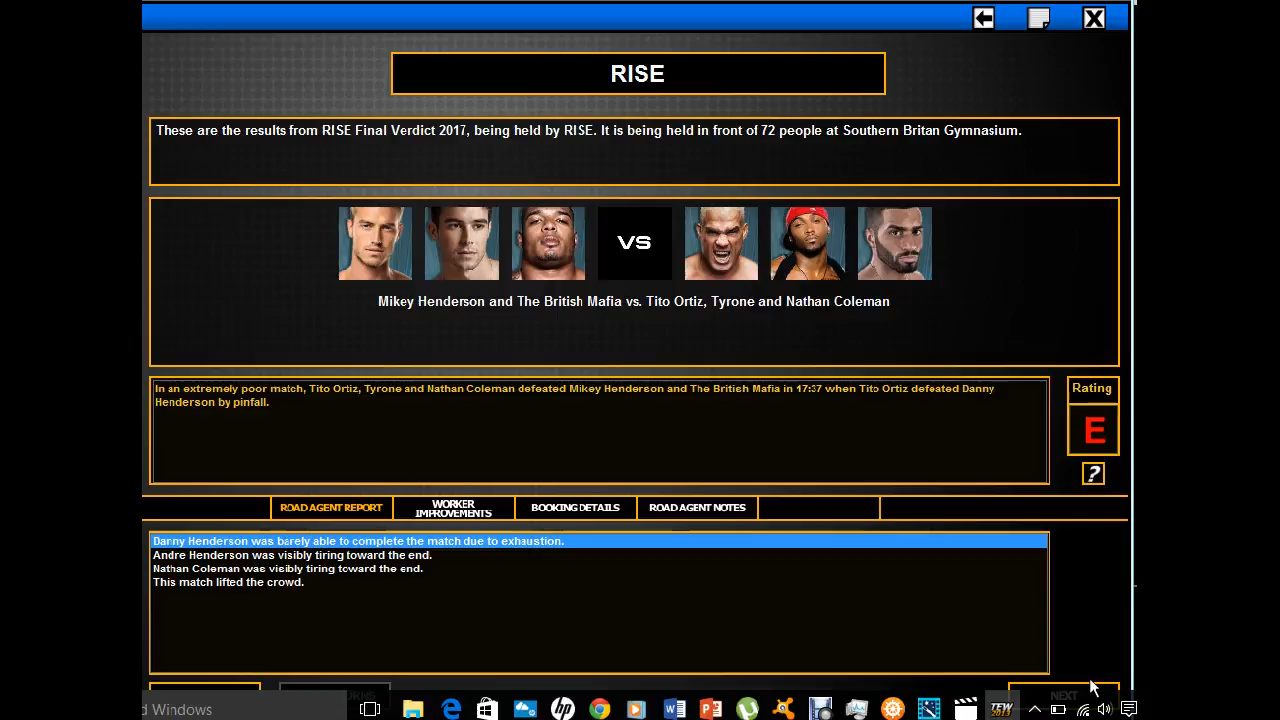 RISE
These are the results from RISE Final Verdict 2017, being held by RISE. It is being held in front of 72 people at Southern Britan Gymnasium.
VS
Mikey Henderson and The British Mafia vs. Tito Ortiz, Tyrone and Nathan Coleman
In an extremely poor match, Tito Ortiz, Tyrone and Nathan Coleman defeated Mikey Henderson and The British Mafia in 17:37 when Tito Ortiz defeated Danny
Henderson by pinfall.
Rating
E
?
ROAD AGENT REPORT
WORKER
IMPROVEMENTS
BOOKING DETAILS
ROAD AGENT NOTES
Danny Henderson was barely able to complete the match due to exhaustion.
Andre Henderson was visibly tiring toward the end.
Nathan Coleman was visibly tiring toward the end.
This match lifted the crowd.
NEXT
d Windows
hp
TEW
2013